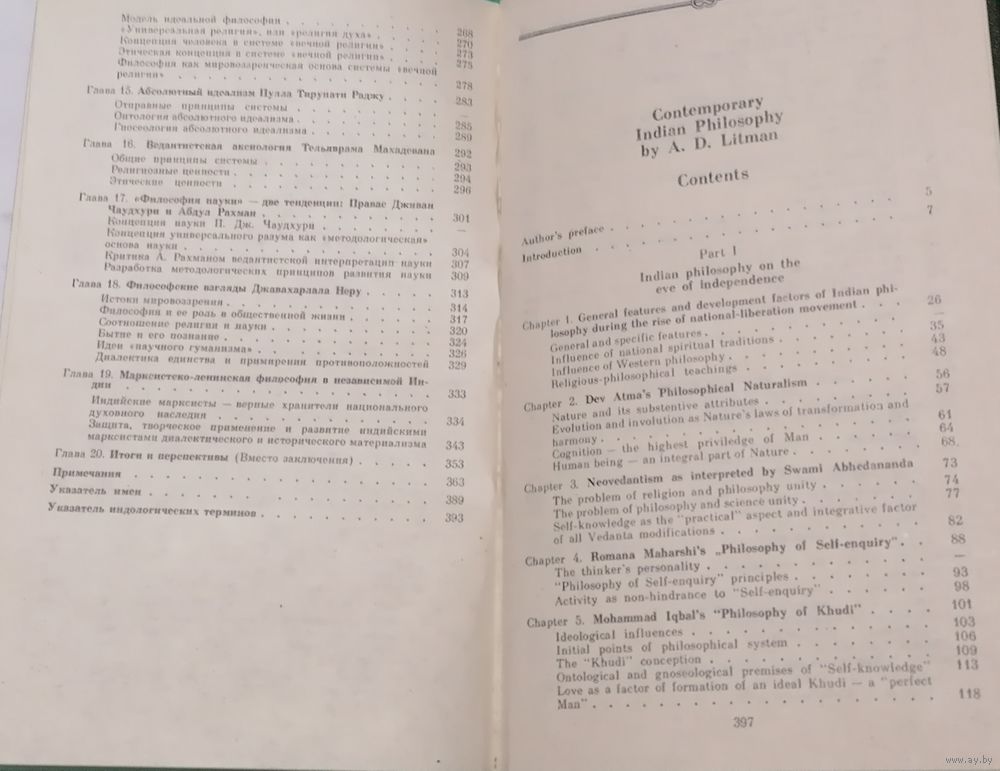 Модель идеальной философии . . . . . . 268
«Универсальная религия», или «религия духа» . . . . 270
Концепция человека в системе «вечной религии» . . . . 273
Этическая концепция в системе «вечной религии» . . . . 275
Философия как мировоззренческая основа системы «вечной
религии» . . . . . . . . . . 278
Глава 15. Абсолютный идеализм Пулла Тирупати Раджу . . . . 283
Отправные принципы системы . . . . . . —
Онтология абсолютного идеализма . . . . . . 285
Гносеология абсолютного идеализма . . . . . . 289
Глава 16. Ведантистская аксиология Тельяврама Махадевана 292
Общие принципы системы . . . . . . 293
Религиозные ценности . . . . . . 294
Этические ценности . . . . . . 296
Глава 17. «Философия науки» — две тенденции: Правас Дживан
Чаудхури и Абдул Рахман . . . . . . 301
Концепция науки П. Дж. Чаудхури . . . . . . —
Концепция универсального разума как «методологическая»
основа науки . . . . . . 304
Критика А. Рахманом ведантистской интерпретации науки 307
Разработка методологических принципов развития науки 309
Глава 18. Философские взгляды Джавахарлала Неру . . . . 313
Истоки мировоззрения . . . . . . 314
Философия и ее роль в общественной жизни . . . . 317
Соотношение религии и науки . . . . . . 320
Бытие и его познание . . . . . . 324
Идеи «научного гуманизма» . . . . . . 326
Диалектика единства и примирения противоположностей 329
Глава 19. Марксистско-ленинская философия в независимой Ин-
дии . . . . . . 333
Индийские марксисты — верные хранители национального
духовного наследия . . . . . . 334
Защита, творческое применение и развитие индийскими
марксистами диалектического и исторического материализма 343
Глава 20. Итоги и перспективы (Вместо заключения) . . . . 353
Примечания . . . . . . 363
Указатель имен . . . . . . 389
Указатель индологических терминов . . . . . . 393
Contemporary
Indian Philosophy
by A. D. Litman
Contents
Author's preface . . . . . . 5
Introduction . . . . . . 7
Part I
Indian philosophy on the
eve of Independence
Chapter 1. General features and development factors of Indian phi-
losophy during the rise of national-liberation movement . . . 26
General and specific features . . . . . . —
Influence of national spiritual traditions . . . . . . 35
Influence of Western philosophy . . . . . . 43
Religious-philosophical teachings . . . . . . 48
Chapter 2. Dev Atma's Philosophical Naturalism . . . . . . 56
Nature and its substentive attributes . . . . . . 57
Evolution and involution as Nature's laws of transformation and
harmony . . . . . . 61
Cognition — the highest priviledge of Man . . . . . . 64
Human being — an integral part of Nature . . . . . . 68
Chapter 3. Neovedantism as interpreted by Swami Abhedananda 73
The problem of religion and philosophy unity . . . . . . 74
The problem of philosophy and science unity . . . . . . 77
Self-knowledge as the "practical" aspect and integrative factor
of all Vedanta modifications . . . . . . 82
Chapter 4. Romana Maharshi's „Philosophy of Self-enquiry" . . 88
The thinker's personality . . . . . . —
"Philosophy of Self-enquiry" principles . . . . . . 93
Activity as non-hindrance to "Self-enquiry" . . . . . . 98
Chapter 5. Mohammad Iqbal's "Philosophy of Khudi" . . . . 101
Ideological influences . . . . . . 103
Initial points of philosophical system . . . . . . 106
The "Khudi" conception . . . . . . 109
Ontological and gnoseological premises of "Self-knowledge" 113
Love as a factor of formation of an ideal Khudi — a "perfect
Man" . . . . . . 118
397
www.ay.by